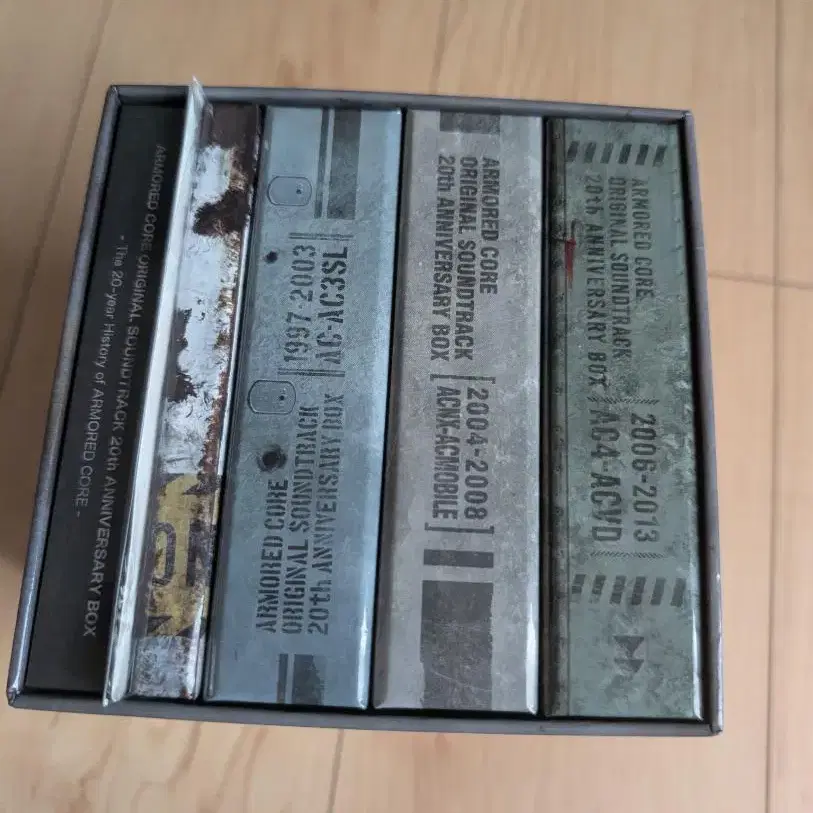 ARMORED CORE ORIGINAL SOUNDTRACK 20th ANNIVERSARY BOX
- The 20-year History of ARMORED CORE -
ARMORED CORE
ORIGINAL SOUNDTRACK
20th ANNIVERSARY BOX
1997-2003
AC-AC3SL
ARMORED CORE
ORIGINAL SOUNDTRACK
20th ANNIVERSARY BOX
[2004-2008
ACNX-ACMOBILE]
ARMORED CORE
ORIGINAL SOUNDTRACK
20th ANNIVERSARY BOX
2006-2013
AC4-ACVD